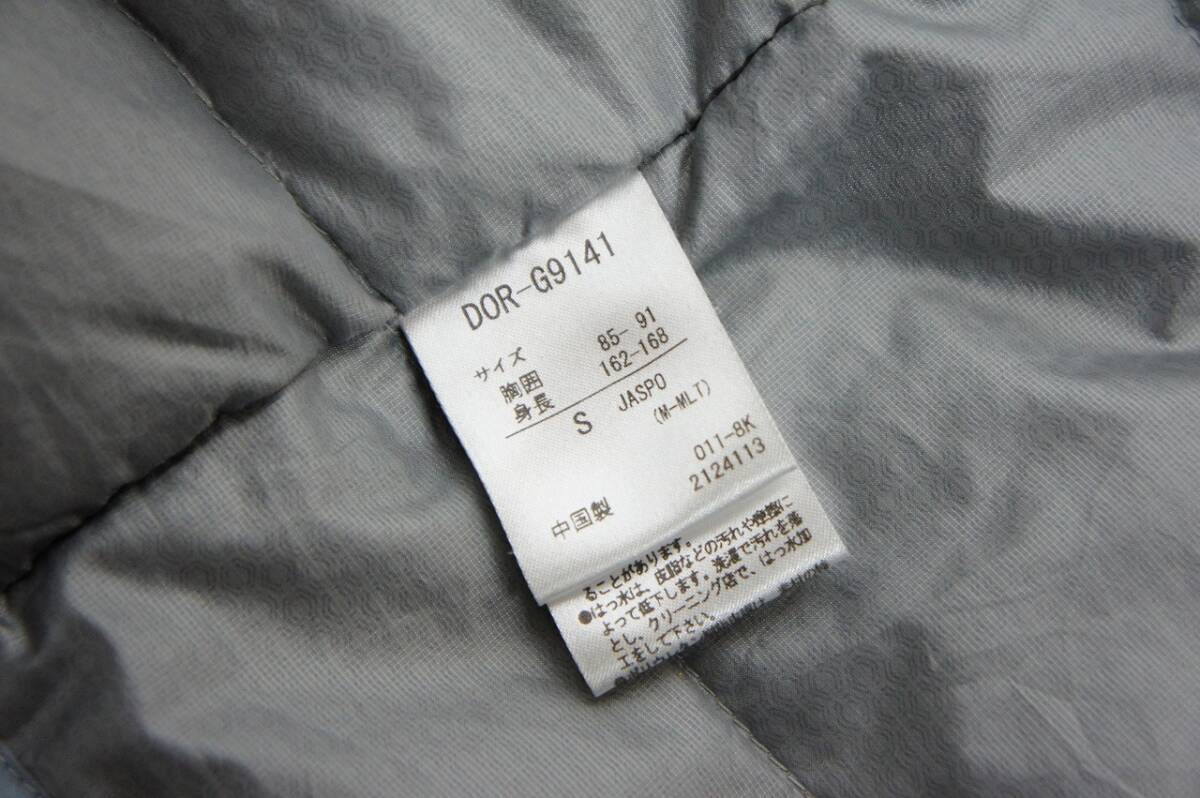 DOR-G9141
サイズ
胸囲 85-91
身長 162-168
S JASPO
(M-MLT)
011-8K
2124113
中国製
ることがあります。
●はっ水は、皮脂などの汚れや摩擦に
よって低下します。洗濯で汚れを落
とし、クリーニング店で、はっ水加
工をして下さい。